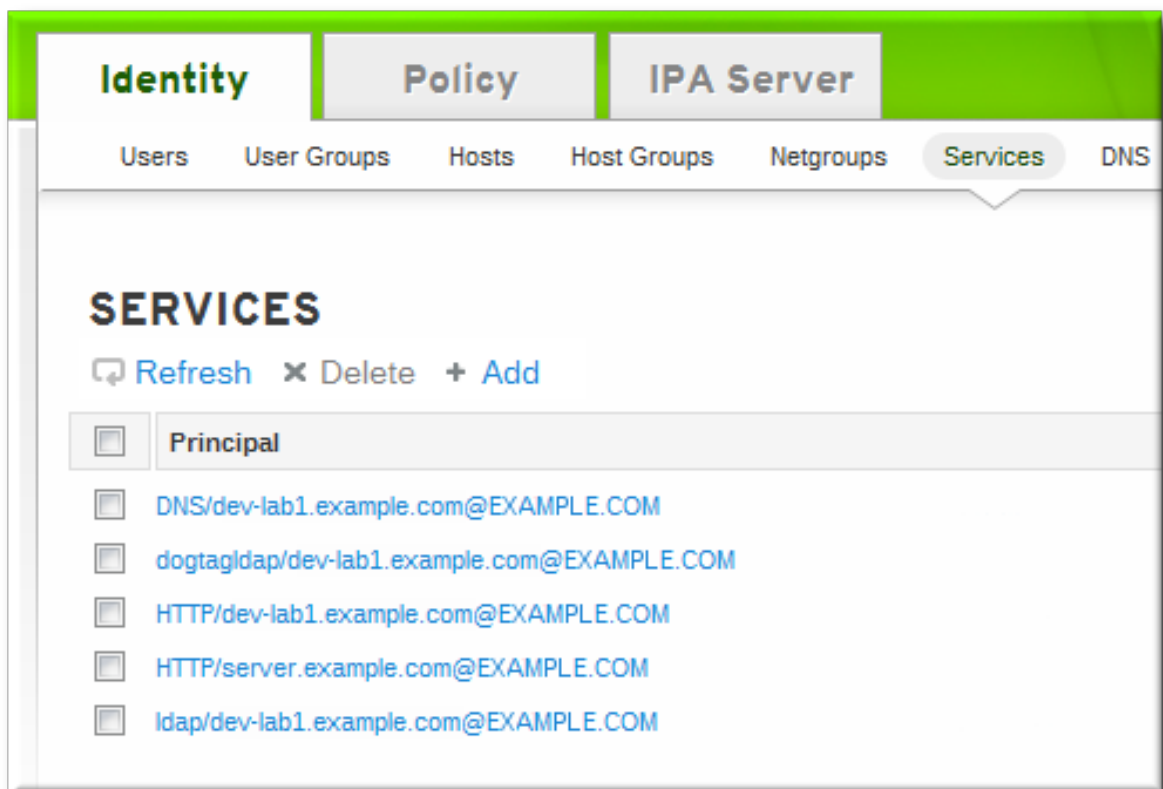 Identity Policy IPA Server
Users User Groups Hosts Host Groups Netgroups Services DNS
SERVICES
Refresh Delete + Add
Principal
DNS/dev-lab1.example.com@EXAMPLE.COM
dogtagldap/dev-lab1.example.com@EXAMPLE.COM
HTTP/dev-lab1.example.com@EXAMPLE.COM
HTTP/server.example.com@EXAMPLE.COM
ldap/dev-lab1.example.com@EXAMPLE.COM